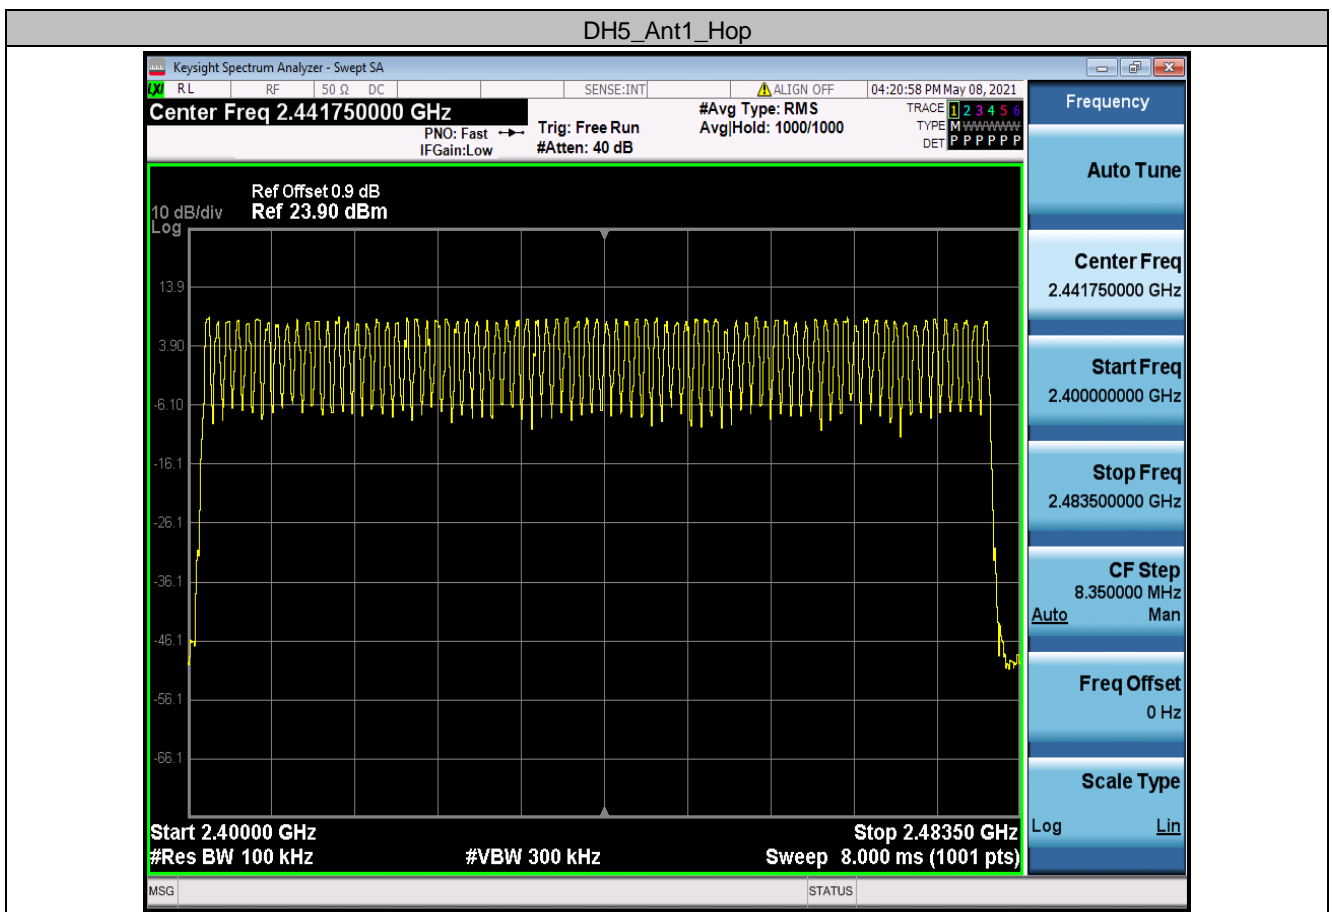 DH5_Ant1_Hop
Keysight Spectrum Analyzer - Swept SA
LXI RL RF 50 Ω DC SENSE:INT ALIGN OFF 04:20:58 PM May 08, 2021
Center Freq 2.441750000 GHz
PNO: Fast
IFGain:Low
Trig: Free Run
#Atten: 40 dB
#Avg Type: RMS
Avg|Hold: 1000/1000
TRACE 1 2 3 4 5 6
TYPE M WWWWW
DET P P P P P P
Ref Offset 0.9 dB
10 dB/div Ref 23.90 dBm
Log
13.9
3.90
-6.10
-16.1
-26.1
-36.1
-46.1
-56.1
-66.1
Start 2.40000 GHz Stop 2.48350 GHz
#Res BW 100 kHz #VBW 300 kHz Sweep 8.000 ms (1001 pts)
MSG STATUS
Frequency
Auto Tune
Center Freq
2.441750000 GHz
Start Freq
2.400000000 GHz
Stop Freq
2.483500000 GHz
CF Step
8.350000 MHz
Auto Man
Freq Offset
0 Hz
Scale Type
Log Lin